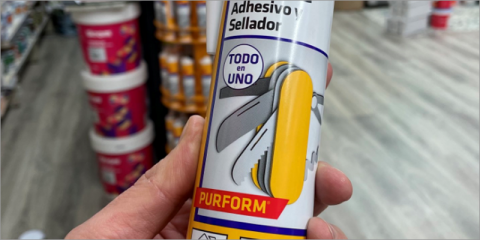 Adhesivo y
Sellador
TODO
en
UNO
PURFORM®